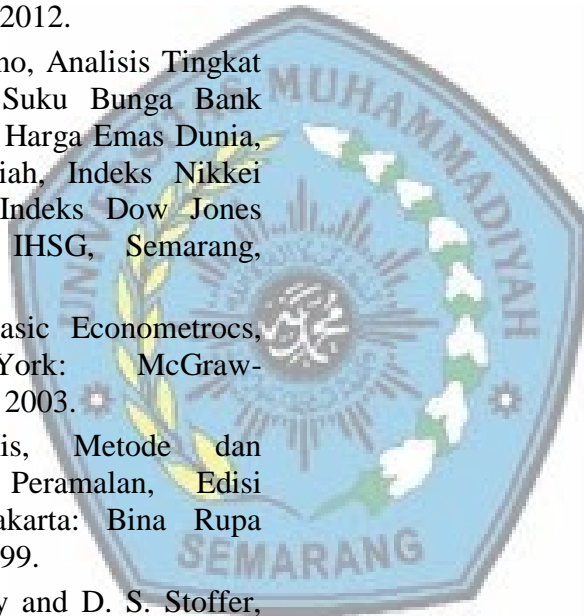 2012.
no, Analisis Tingkat
Suku Bunga Bank
Harga Emas Dunia,
iah, Indeks Nikkei
Indeks Dow Jones
IHSG, Semarang,
asic Econometrocs,
York: McGraw-
2003.
is, Metode dan
Peramalan, Edisi
akarta: Bina Rupa
99.
y and D. S. Stoffer,
UNIVERSITAS MUHAMMADIYAH
SEMARANG